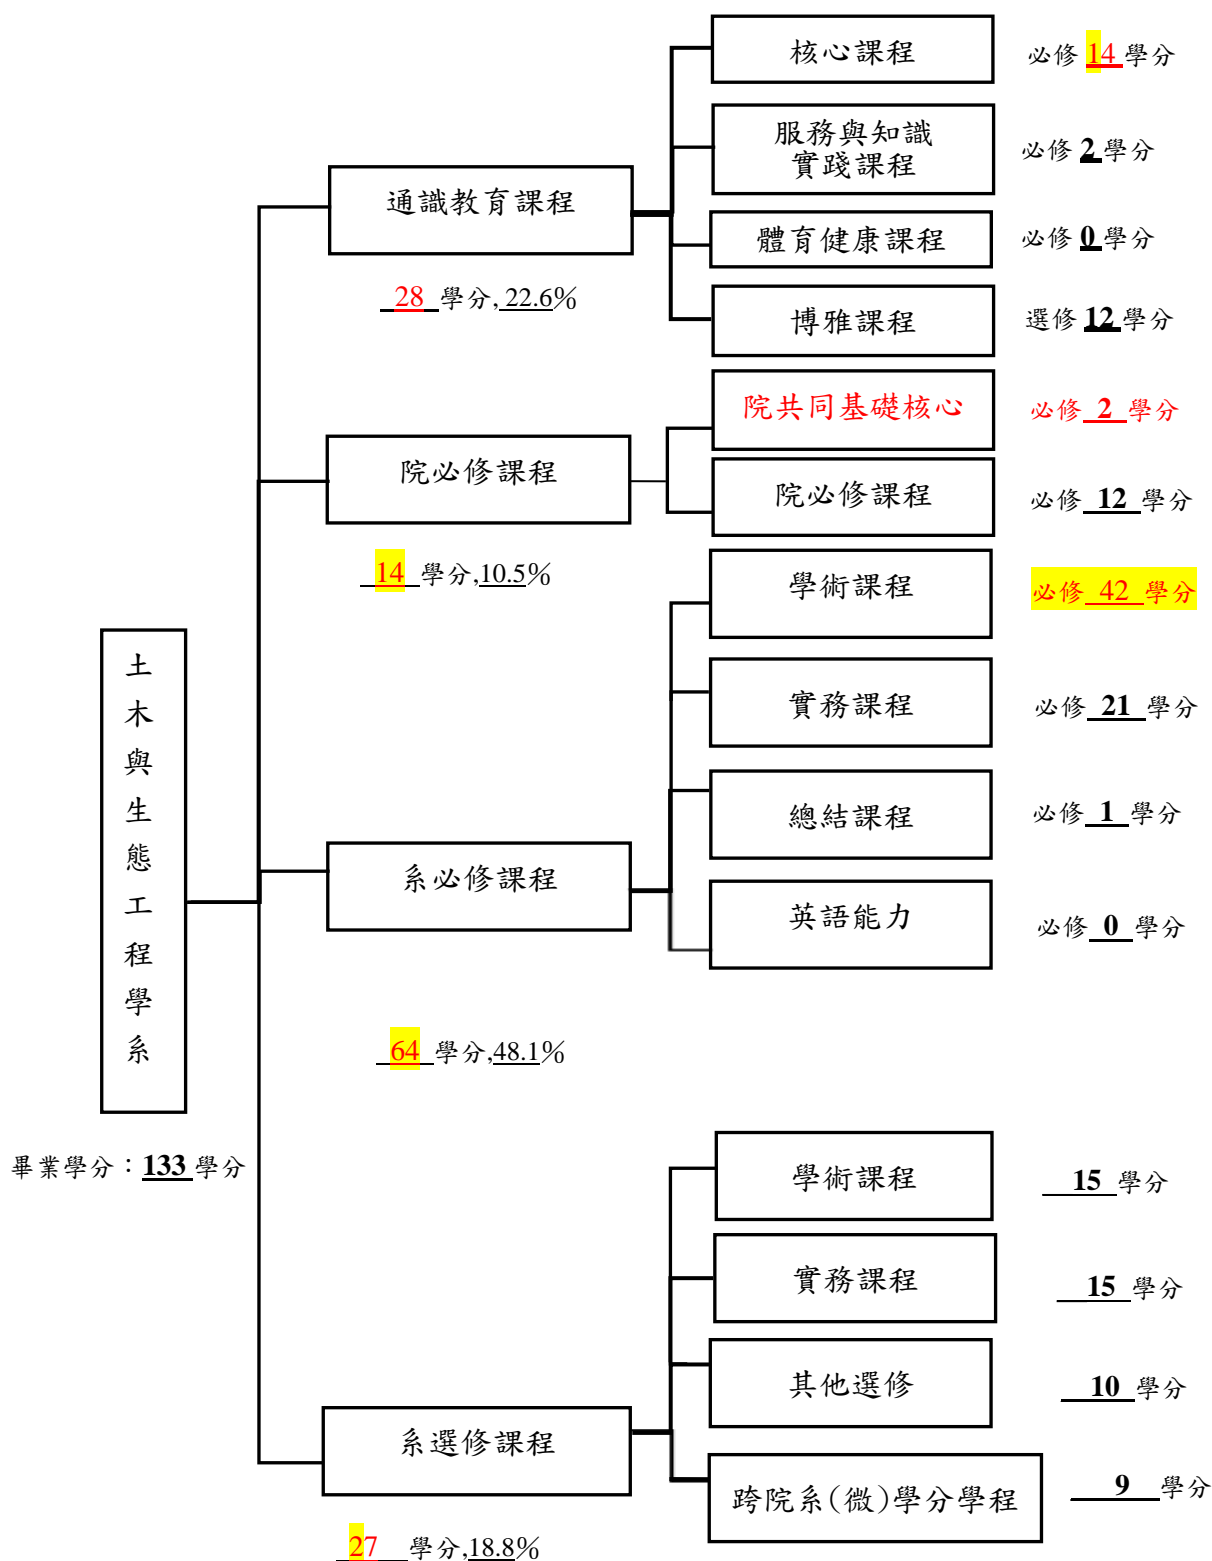 核心課程
必修 14 學分
服務與知識
實踐課程
必修 2 學分
通識教育課程
體育健康課程
必修 0 學分
28 學分, 22.6%
博雅課程
選修 12 學分
院共同基礎核心
必修 2 學分
院必修課程
院必修課程
必修 12 學分
14 學分,10.5%
學術課程
必修 42 學分
實務課程
必修 21 學分
總結課程
必修 1 學分
系必修課程
英語能力
必修 0 學分
64 學分,48.1%
土
木
與
生
態
工
程
學
系
畢業學分：133 學分
學術課程
15 學分
實務課程
15 學分
其他選修
10 學分
系選修課程
跨院系(微)學分學程
9 學分
27 學分,18.8%